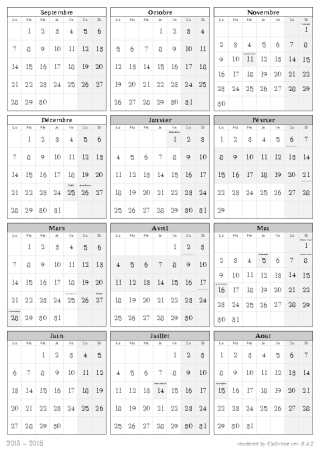 Septembre
Lu Ma Me Je Ve Sa Di
1 2 3 4 5 6
7 8 9 10 11 12 13
14 15 16 17 18 19 20
21 22 23 24 25 26 27
28 29 30
Octobre
Lu Ma Me Je Ve Sa Di
1 2 3 4
5 6 7 8 9 10 11
12 13 14 15 16 17 18
19 20 21 22 23 24 25
26 27 28 29 30 31
Novembre
Lu Ma Me Je Ve Sa Di
1
2 3 4 5 6 7 8
9 10 11 12 13 14 15
16 17 18 19 20 21 22
23 24 25 26 27 28 29
30
Décembre
Lu Ma Me Je Ve Sa Di
1 2 3 4 5 6
7 8 9 10 11 12 13
14 15 16 17 18 19 20
21 22 23 24 25 26 27
28 29 30 31
Janvier
Lu Ma Me Je Ve Sa Di
1 2 3
4 5 6 7 8 9 10
11 12 13 14 15 16 17
18 19 20 21 22 23 24
25 26 27 28 29 30 31
Février
Lu Ma Me Je Ve Sa Di
1 2 3 4 5 6 7
8 9 10 11 12 13 14
15 16 17 18 19 20 21
22 23 24 25 26 27 28
29
Mars
Lu Ma Me Je Ve Sa Di
1 2 3 4 5 6
7 8 9 10 11 12 13
14 15 16 17 18 19 20
21 22 23 24 25 26 27
28 29 30 31
Avril
Lu Ma Me Je Ve Sa Di
1 2 3
4 5 6 7 8 9 10
11 12 13 14 15 16 17
18 19 20 21 22 23 24
25 26 27 28 29 30
Mai
Lu Ma Me Je Ve Sa Di
1
2 3 4 5 6 7 8
9 10 11 12 13 14 15
16 17 18 19 20 21 22
23 24 25 26 27 28 29
30 31
Juin
Lu Ma Me Je Ve Sa Di
1 2 3 4 5
6 7 8 9 10 11 12
13 14 15 16 17 18 19
20 21 22 23 24 25 26
27 28 29 30
Juillet
Lu Ma Me Je Ve Sa Di
1 2 3
4 5 6 7 8 9 10
11 12 13 14 15 16 17
18 19 20 21 22 23 24
25 26 27 28 29 30 31
Aout
Lu Ma Me Je Ve Sa Di
1 2 3 4 5 6 7
8 9 10 11 12 13 14
15 16 17 18 19 20 21
22 23 24 25 26 27 28
29 30 31
2015 – 2016